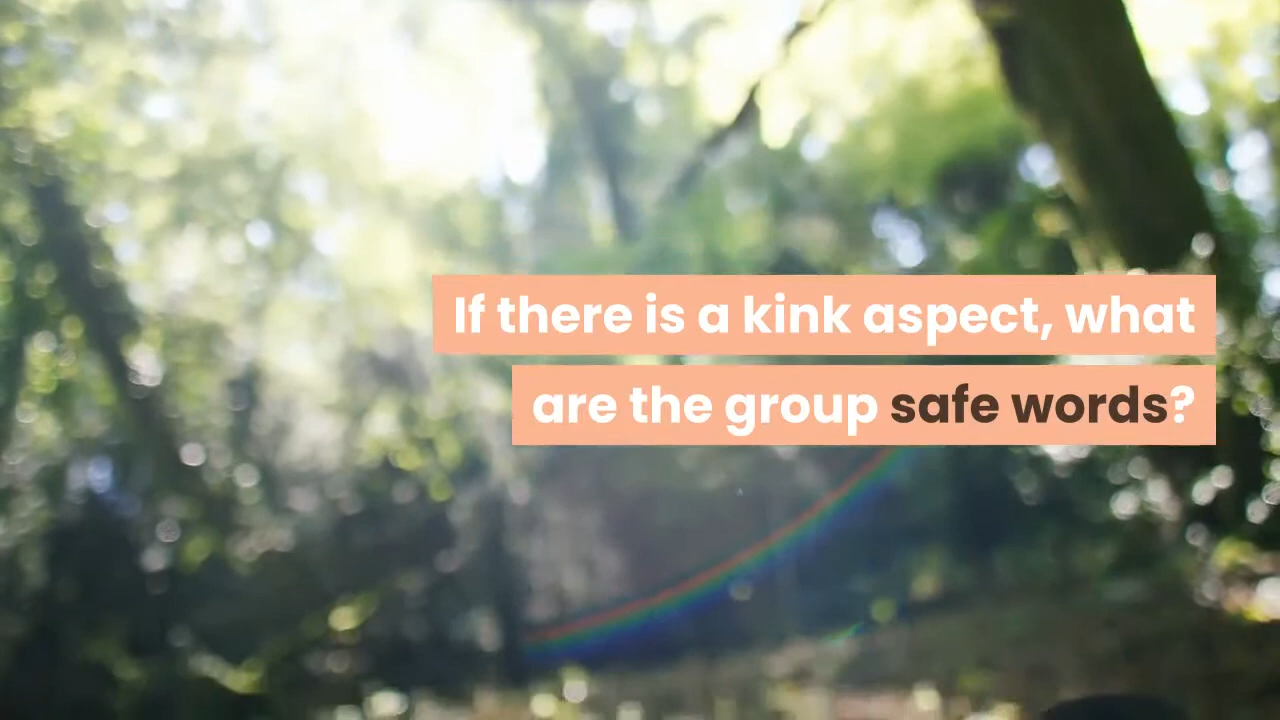 If there is a kink aspect, what
are the group safe words?